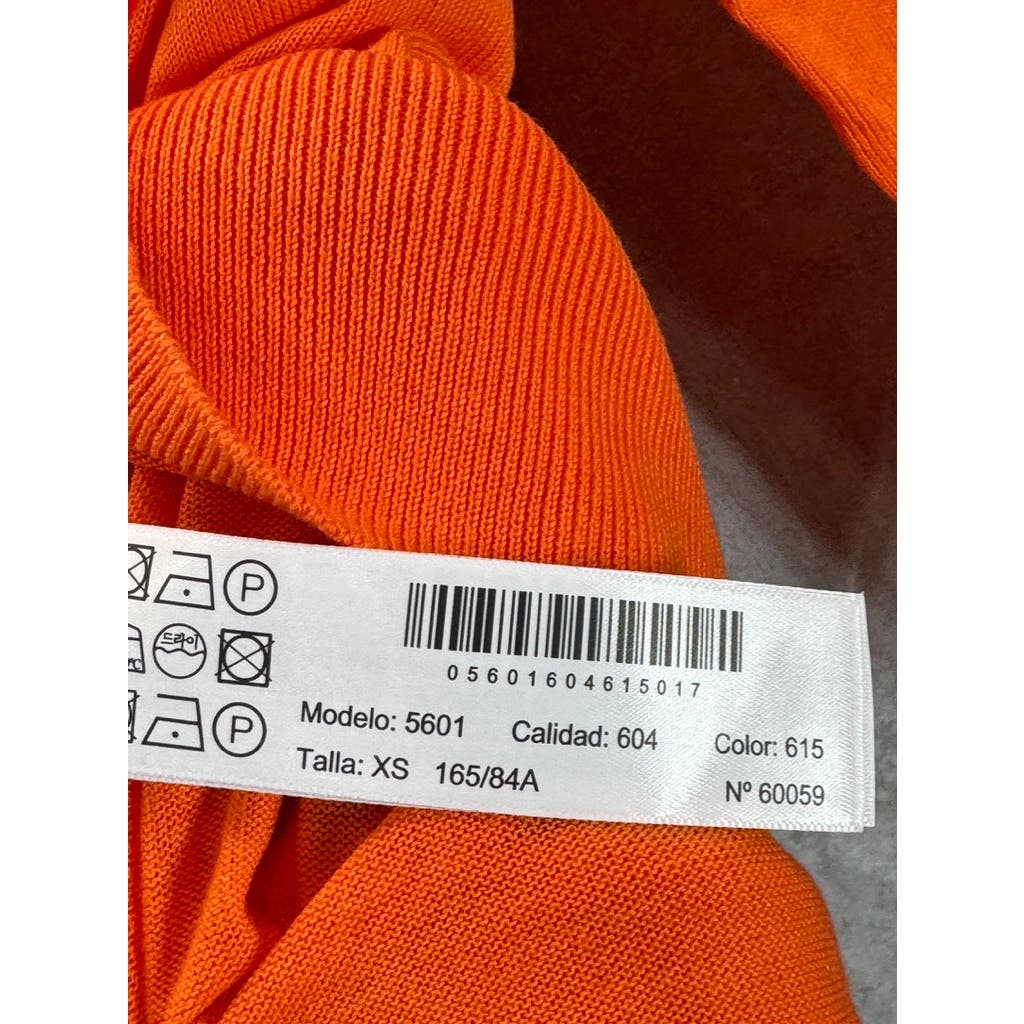 P
드라이
P
05601604615017
Modelo: 5601 Calidad: 604 Color: 615
Talla: XS 165/84A Nº 60059